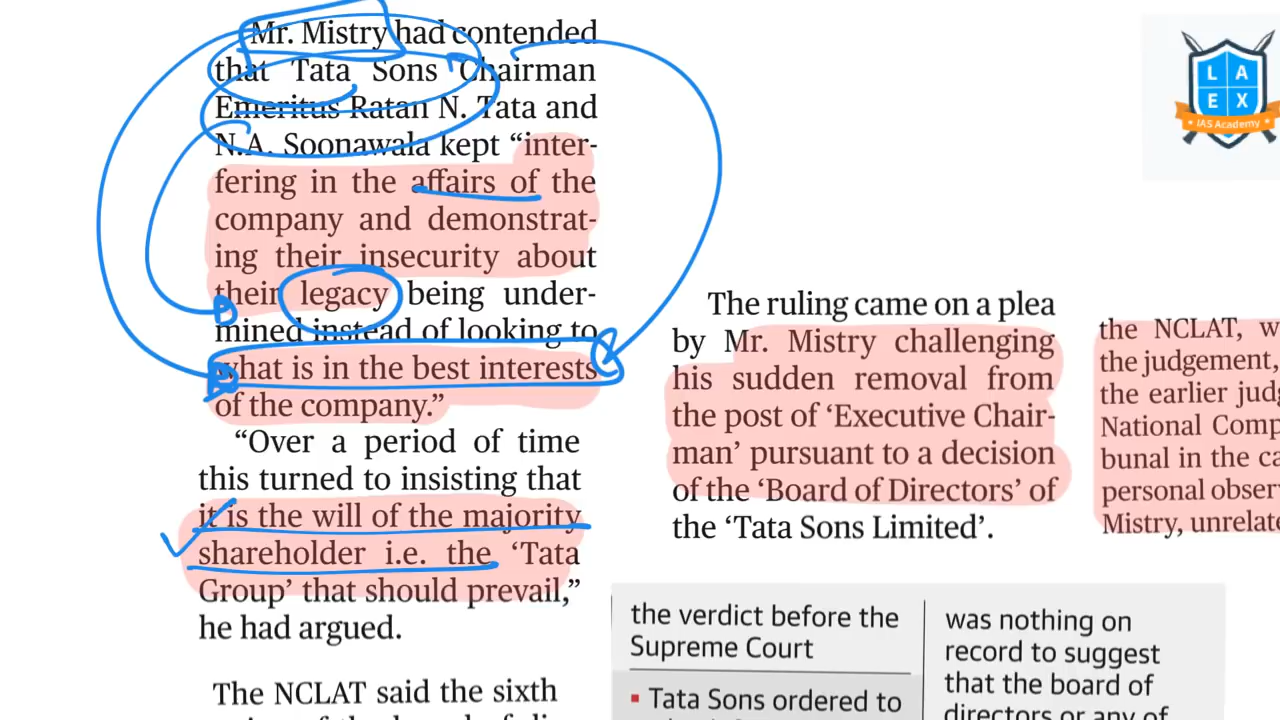 Mr. Mistry had contended
that Tata Sons Chairman
Emeritus Ratan N. Tata and
N.A. Soonawala kept “inter-
fering in the affairs of the
company and demonstrat-
ing their insecurity about
their legacy being under-
mined instead of looking to
what is in the best interests
of the company.”
“Over a period of time
this turned to insisting that
it is the will of the majority
shareholder i.e. the ‘Tata
Group’ that should prevail,”
he had argued.
The NCLAT said the sixth
The ruling came on a plea
by Mr. Mistry challenging
his sudden removal from
the post of ‘Executive Chair-
man’ pursuant to a decision
of the ‘Board of Directors’ of
the ‘Tata Sons Limited’.
the NCLAT, w
the judgement,
the earlier judg
National Comp
bunal in the ca
personal obser
Mistry, unrelate
the verdict before the
Supreme Court
▪ Tata Sons ordered to
was nothing on
record to suggest
that the board of
directors or any of
L A
E X
IAS Academy